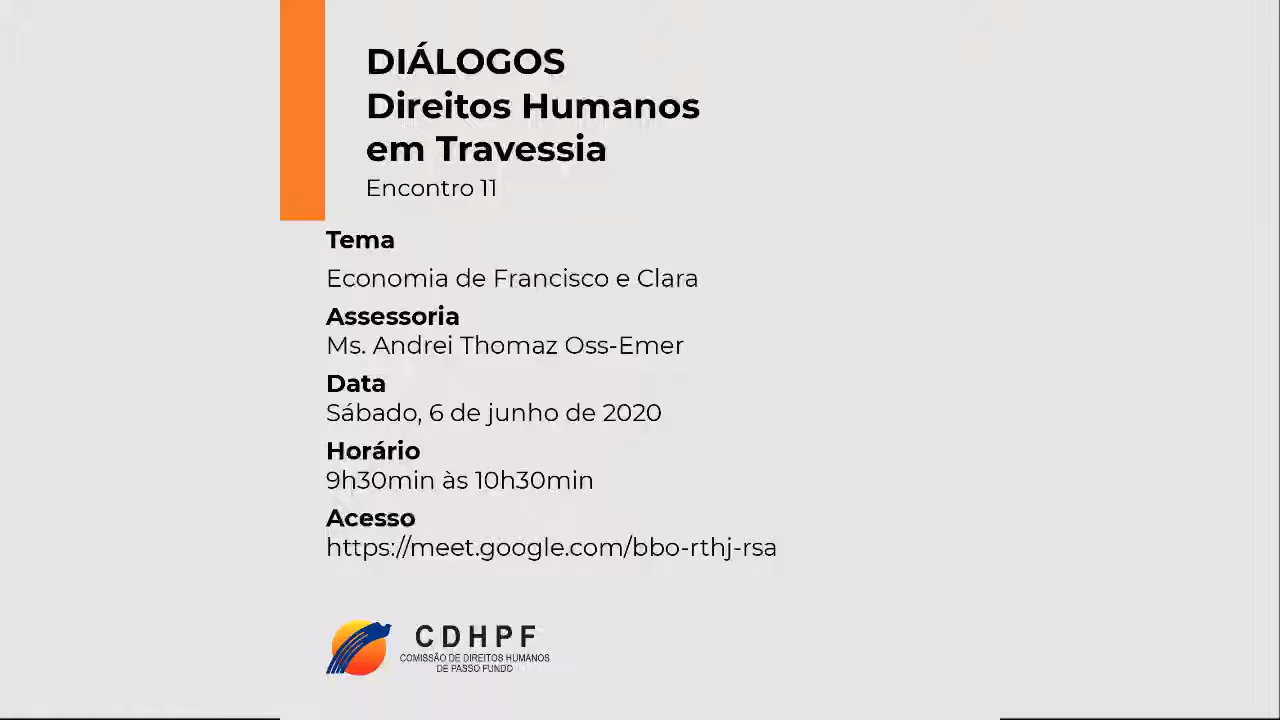 DIÁLOGOS
Direitos Humanos
em Travessia
Encontro 11
Tema
Economia de Francisco e Clara
Assessoria
Ms. Andrei Thomaz Oss-Emer
Data
Sábado, 6 de junho de 2020
Horário
9h30min às 10h30min
Acesso
https://meet.google.com/bbo-rthj-rsa
CDHPF
COMISSÃO DE DIREITOS HUMANOS
DE PASSO FUNDO